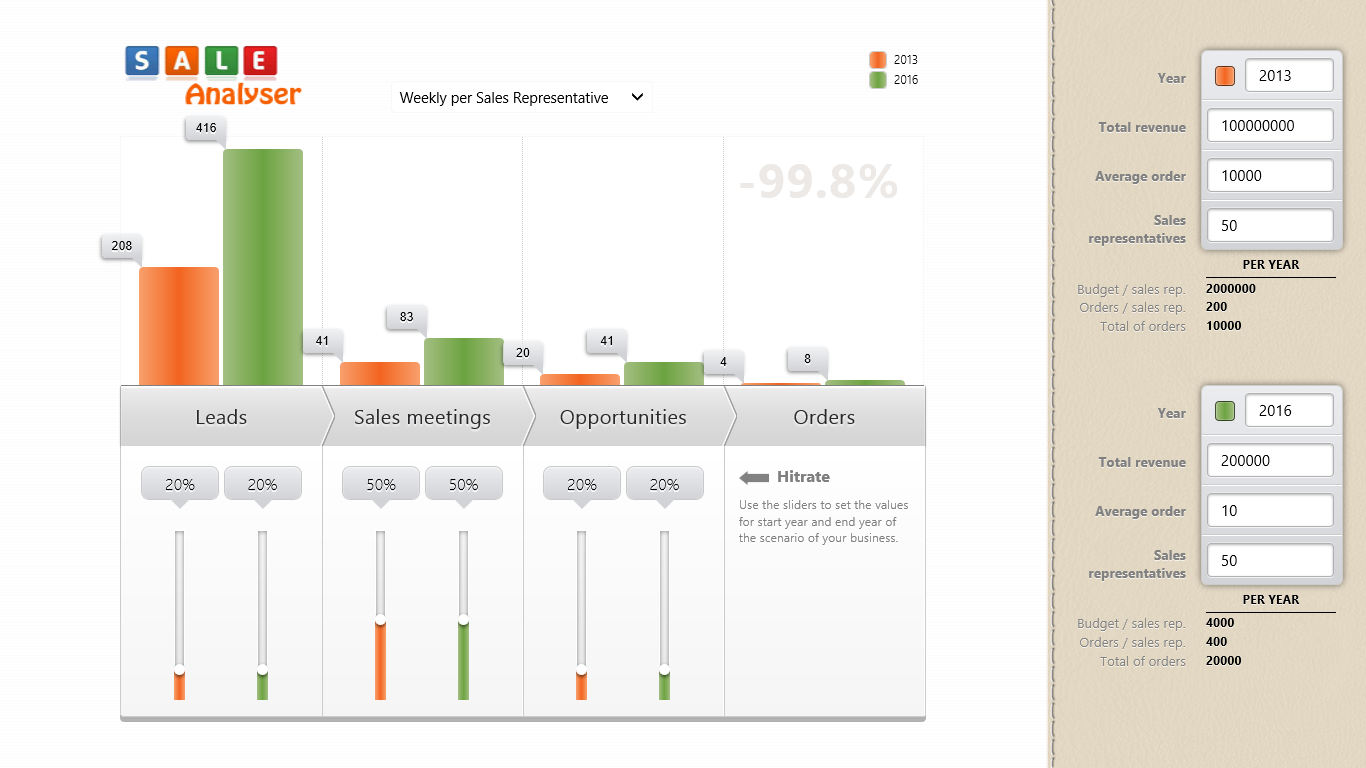 S A L E
Analyser
Weekly per Sales Representative
2013
2016
-99.8%
416
208
41
83
20
41
4
8
Leads
Sales meetings
Opportunities
Orders
20%
20%
50%
50%
20%
20%
Hitrate
Use the sliders to set the values
for start year and end year of
the scenario of your business.
Year
2013
Total revenue
100000000
Average order
10000
Sales
representatives
50
PER YEAR
Budget / sales rep.
2000000
Orders / sales rep.
200
Total of orders
10000
Year
2016
Total revenue
200000
Average order
10
Sales
representatives
50
PER YEAR
Budget / sales rep.
4000
Orders / sales rep.
400
Total of orders
20000